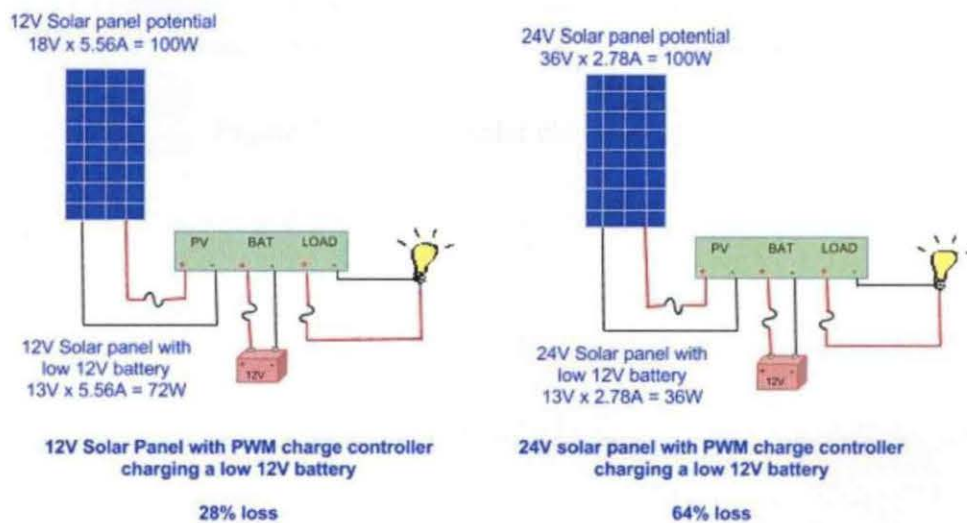 12V Solar panel potential
18V x 5.56A = 100W
PV BAT LOAD
12V
12V Solar panel with
low 12V battery
13V x 5.56A = 72W
12V Solar Panel with PWM charge controller
charging a low 12V battery
28% loss
24V Solar panel potential
36V x 2.78A = 100W
PV BAT LOAD
12V
24V Solar panel with
low 12V battery
13V x 2.78A = 36W
24V solar panel with PWM charge controller
charging a low 12V battery
64% loss